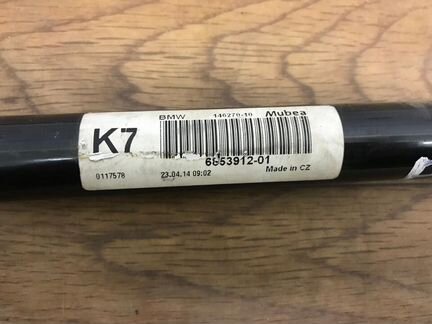 BMW 146270-10 Mubea
K7
6853912-01
Made in CZ
0117578 23.04.14 09:02